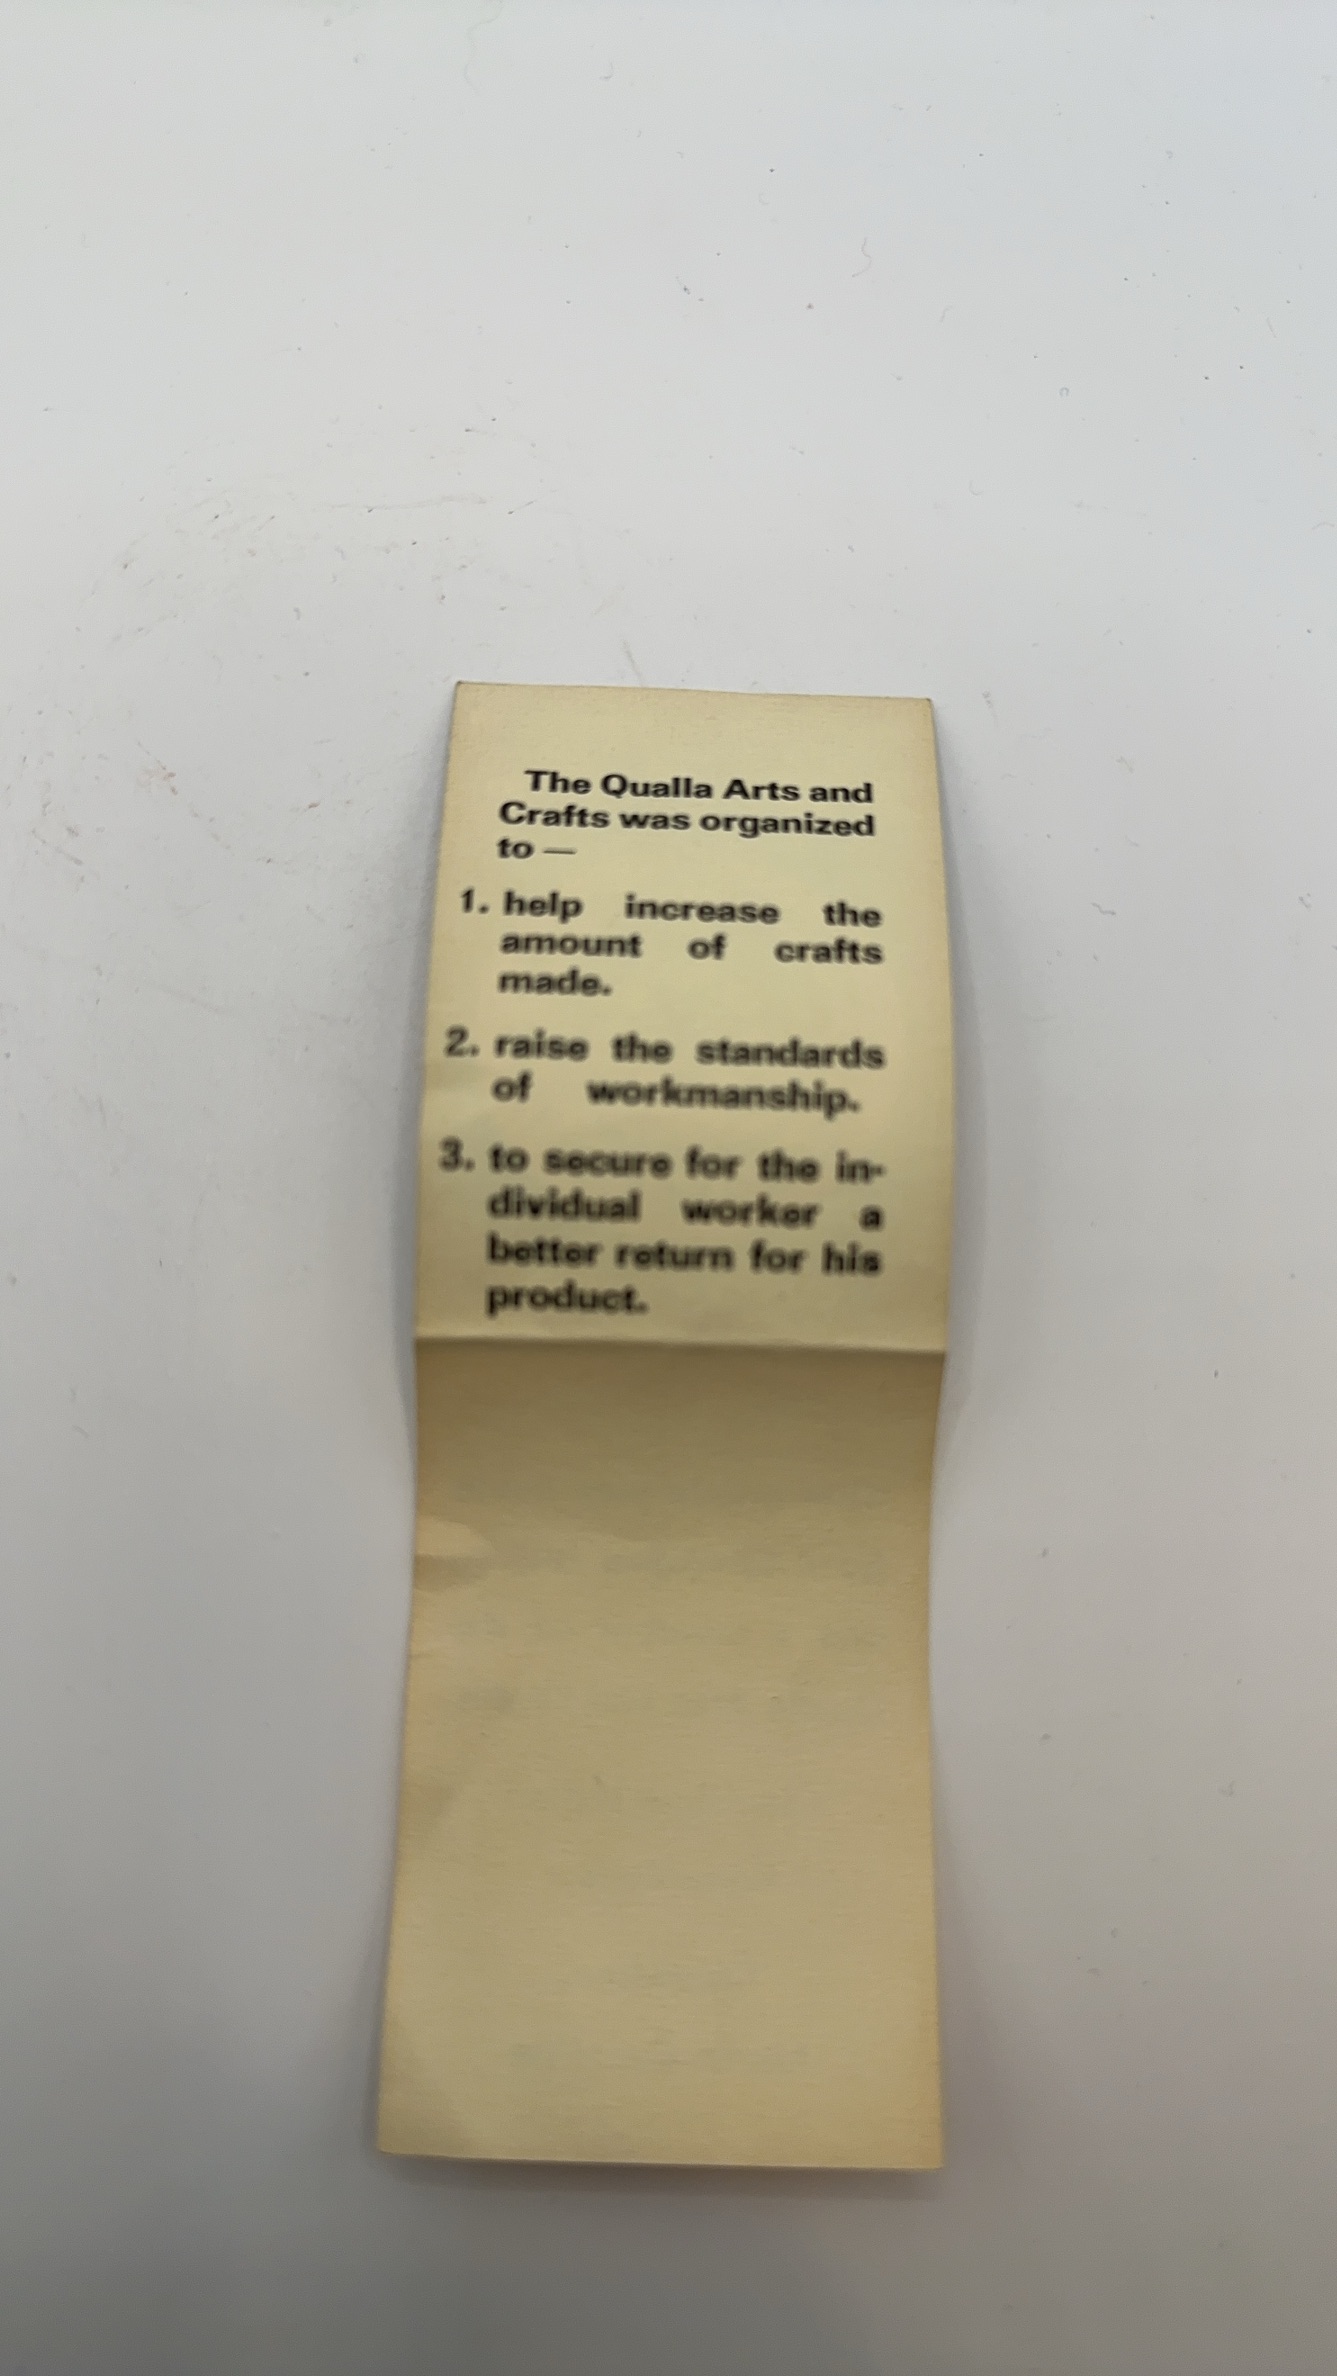 The Qualla Arts and
Crafts was organized
to —
1. help increase the
amount of crafts
made.
2. raise the standards
of workmanship.
3. to secure for the in-
dividual worker a
better return for his
product.